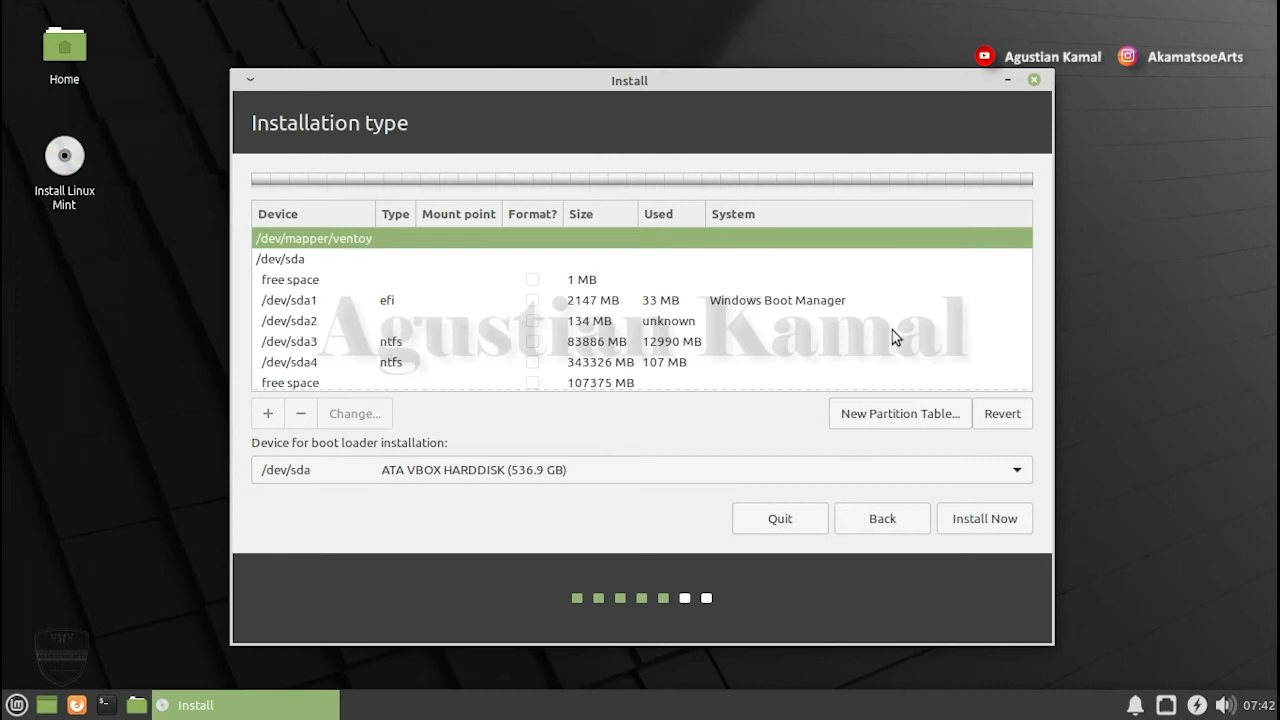 Home
Install Linux
Mint
Agustian Kamal
AkamatsoeArts
Install
Installation type
Device Type Mount point Format? Size Used System
/dev/mapper/ventoy
/dev/sda
free space 1 MB
/dev/sda1 efi 2147 MB 33 MB Windows Boot Manager
/dev/sda2 134 MB unknown
/dev/sda3 ntfs 83886 MB 12990 MB
/dev/sda4 ntfs 343326 MB 107 MB
free space 107375 MB
Agustian Kamal
+ − Change... New Partition Table... Revert
Device for boot loader installation:
/dev/sda ATA VBOX HARDDISK (536.9 GB)
Quit Back Install Now
Install
07:42